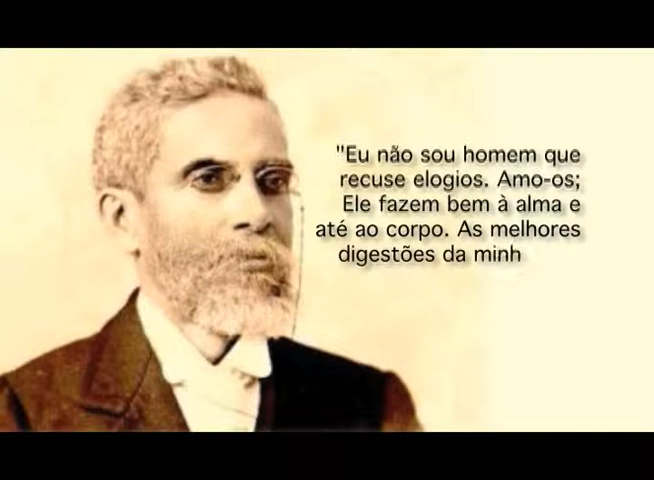 "Eu não sou homem que
recuse elogios. Amo-os;
Ele fazem bem à alma e
até ao corpo. As melhores
digestões da minh